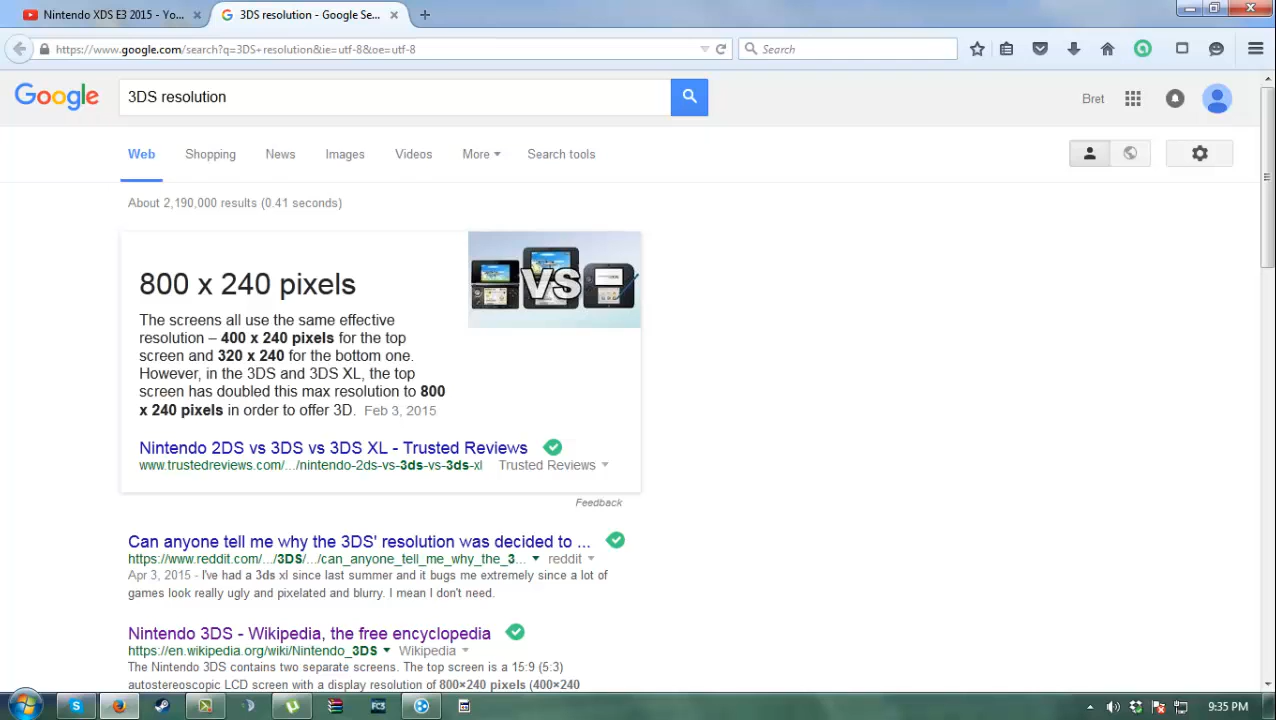 Nintendo XDS E3 2015 - Yo...
3DS resolution - Google Se...
https://www.google.com/search?q=3DS+resolution&ie=utf-8&oe=utf-8
Search
Google
3DS resolution
Bret
Web Shopping News Images Videos More Search tools
About 2,190,000 results (0.41 seconds)
800 x 240 pixels
The screens all use the same effective
resolution – 400 x 240 pixels for the top
screen and 320 x 240 for the bottom one.
However, in the 3DS and 3DS XL, the top
screen has doubled this max resolution to 800
x 240 pixels in order to offer 3D. Feb 3, 2015
VS
Nintendo 2DS vs 3DS vs 3DS XL - Trusted Reviews
www.trustedreviews.com/.../nintendo-2ds-vs-3ds-vs-3ds-xl Trusted Reviews
Feedback
Can anyone tell me why the 3DS' resolution was decided to ...
https://www.reddit.com/.../3DS/.../can_anyone_tell_me_why_the_3... reddit
Apr 3, 2015 - I've had a 3ds xl since last summer and it bugs me extremely since a lot of
games look really ugly and pixelated and blurry. I mean I don't need.
Nintendo 3DS - Wikipedia, the free encyclopedia
https://en.wikipedia.org/wiki/Nintendo_3DS Wikipedia
The Nintendo 3DS contains two separate screens. The top screen is a 15:9 (5:3)
autostereoscopic LCD screen with a display resolution of 800×240 pixels (400×240
9:35 PM